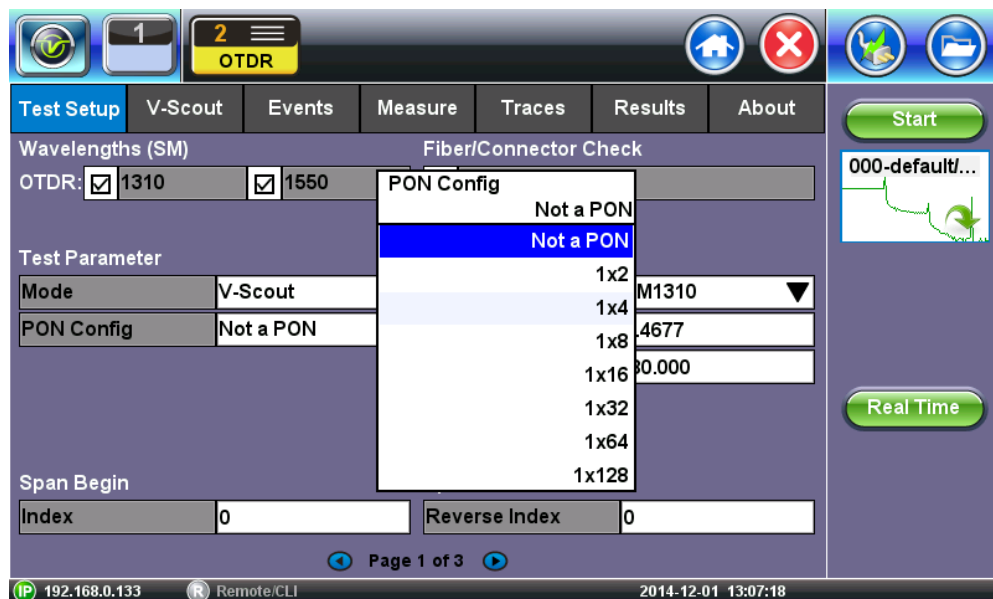 1
2
OTDR
Test Setup V-Scout Events Measure Traces Results About
Start
Wavelengths (SM) Fiber/Connector Check
OTDR: 1310 1550
000-default/...
PON Config
Not a PON
Not a PON
1x2
1x4
1x8
1x16
1x32
1x64
1x128
Test Parameter
Mode V-Scout M1310
PON Config Not a PON .4677
30.000
Real Time
Span Begin
Index 0 Reverse Index 0
Page 1 of 3
IP 192.168.0.133 R Remote/CLI 2014-12-01 13:07:18